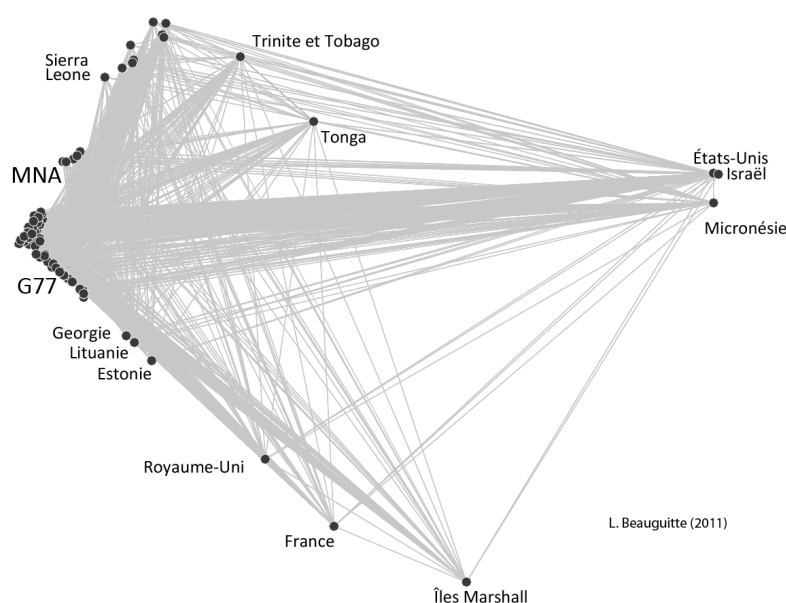 Trinite et Tobago
Sierra
Leone
Tonga
États-Unis
Israël
MNA
Micronésie
G77
Georgie
Lituanie
Estonie
Royaume-Uni
L. Beauguitte (2011)
France
Îles Marshall